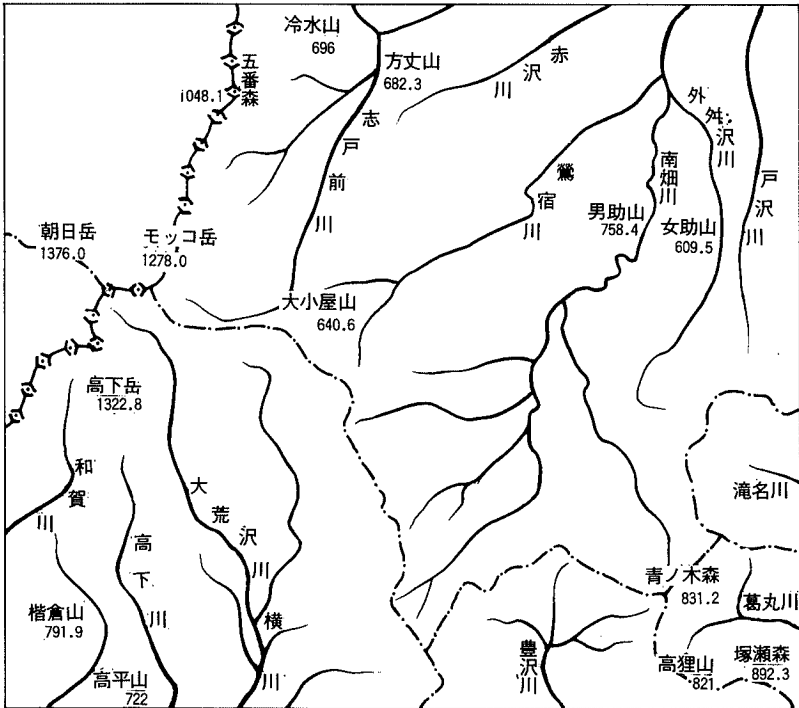 冷水山
696
五番森
i048.1
方丈山
682.3
赤沢川
志戸前川
外舛沢川
戸沢川
南畑川
鶯宿川
男助山
758.4
女助山
609.5
朝日岳
1376.0
モッコ岳
1278.0
大小屋山
640.6
高下岳
1322.8
和賀川
大荒沢川
滝名川
高下川
青ノ木森
831.2
葛丸川
楢倉山
791.9
横川
豊沢川
高狸山
821
塚瀬森
892.3
高平山
722